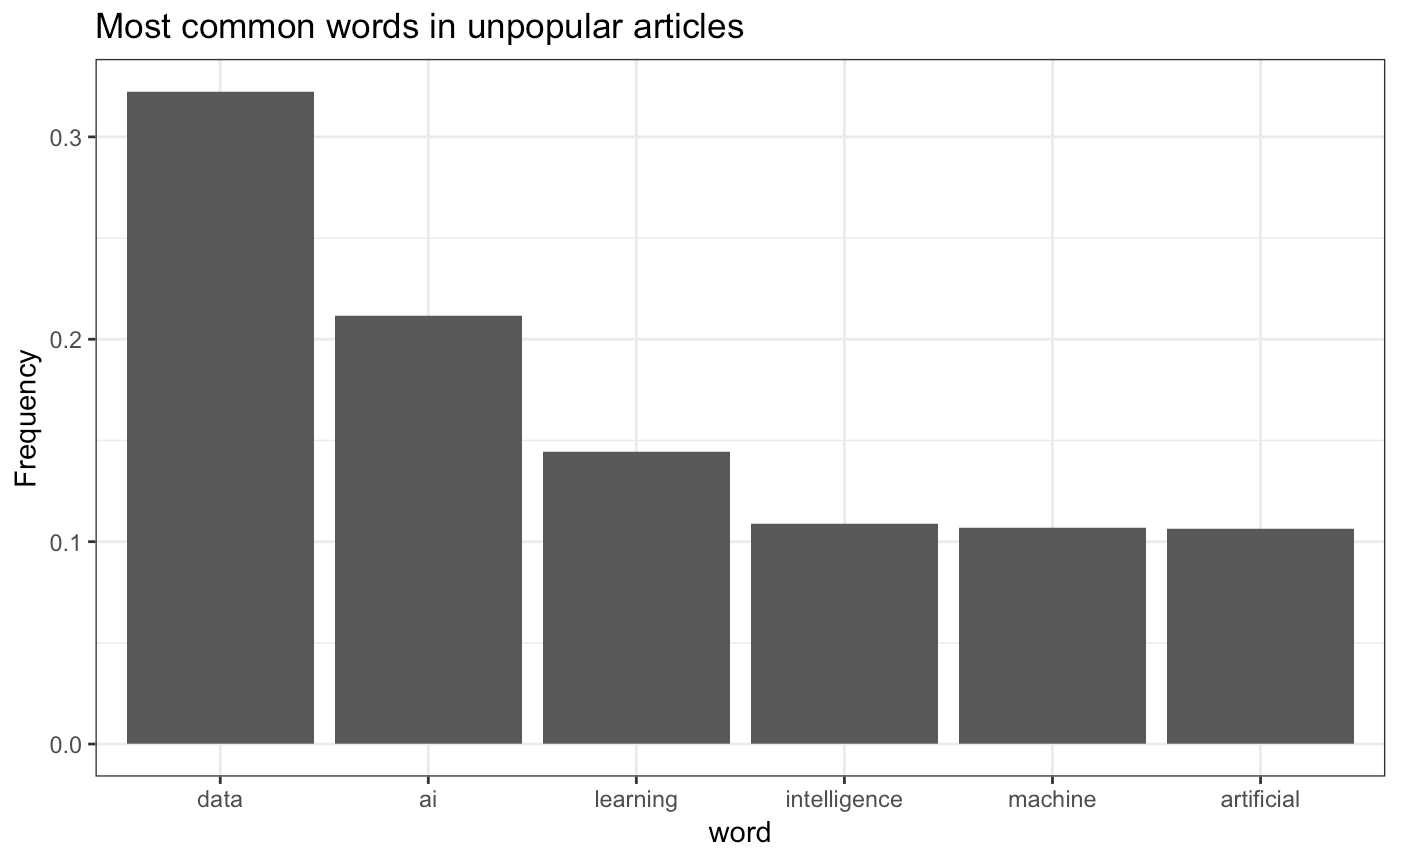 Most common words in unpopular articles
Frequency
0.3
0.2
0.1
0.0
data ai learning intelligence machine artificial
word